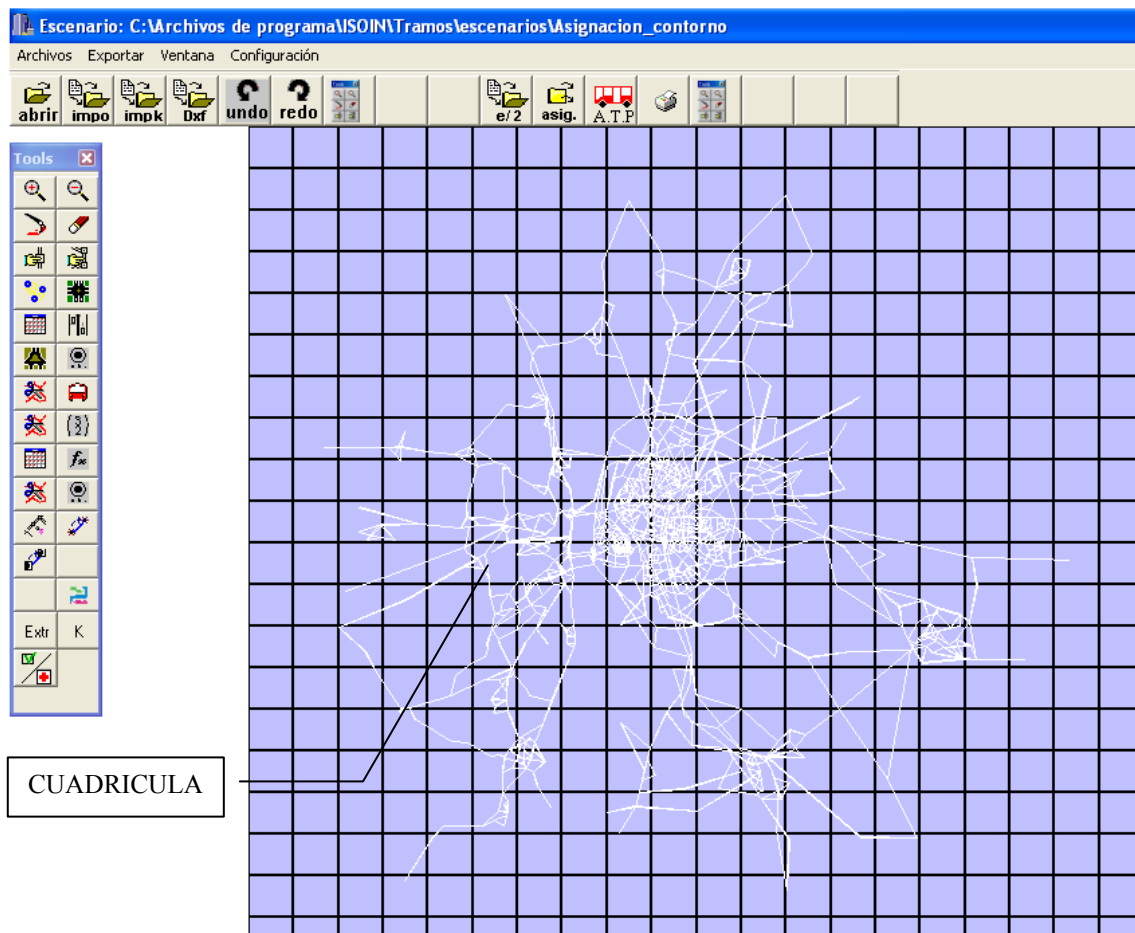 Escenario: C:\Archivos de programa\ISOIN\Tramos\escenarios\Asignacion_contorno
Archivos Exportar Ventana Configuración
abrir impo impk Dxf undo redo e/2 asig. A.T.P
Tools
fx
Extr K
CUADRICULA